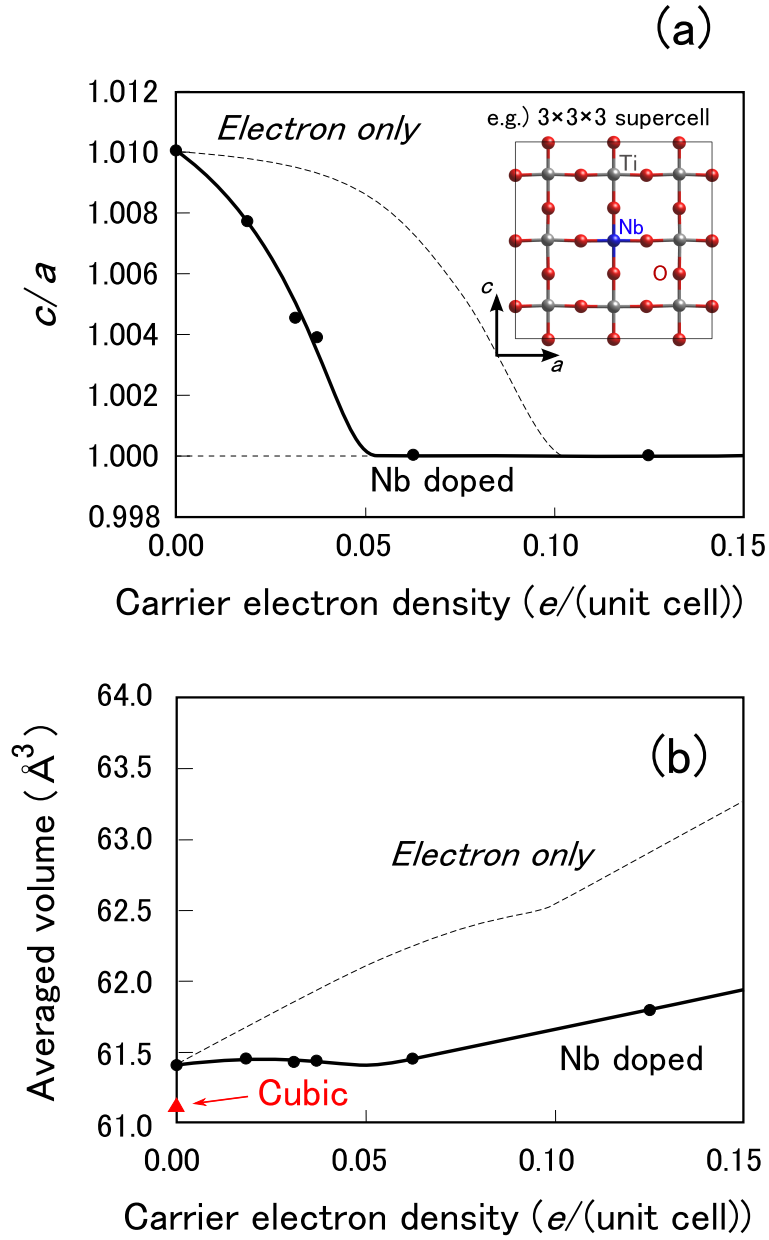 (a)
1.012
1.010
1.008
1.006
1.004
1.002
1.000
0.998
c/a
Electron only
e.g.) 3×3×3 supercell
Ti
Nb
O
c
a
Nb doped
0.00 0.05 0.10 0.15
Carrier electron density (e/(unit cell))
64.0
63.5
63.0
62.5
62.0
61.5
61.0
Averaged volume (Å³)
(b)
Electron only
Nb doped
Cubic
0.00 0.05 0.10 0.15
Carrier electron density (e/(unit cell))